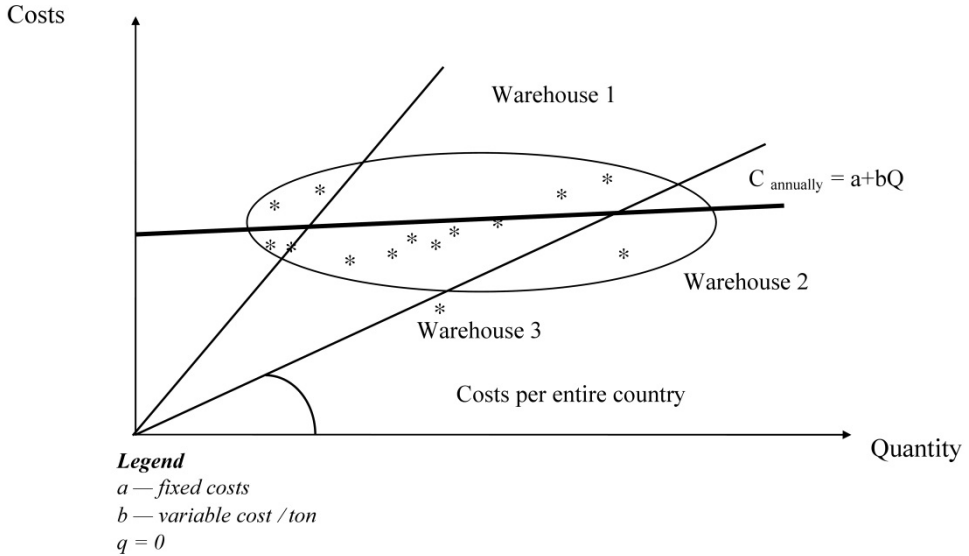 Costs
Warehouse 1
C annually = a+bQ
Warehouse 2
Warehouse 3
Costs per entire country
Quantity
Legend
a — fixed costs
b — variable cost / ton
q = 0